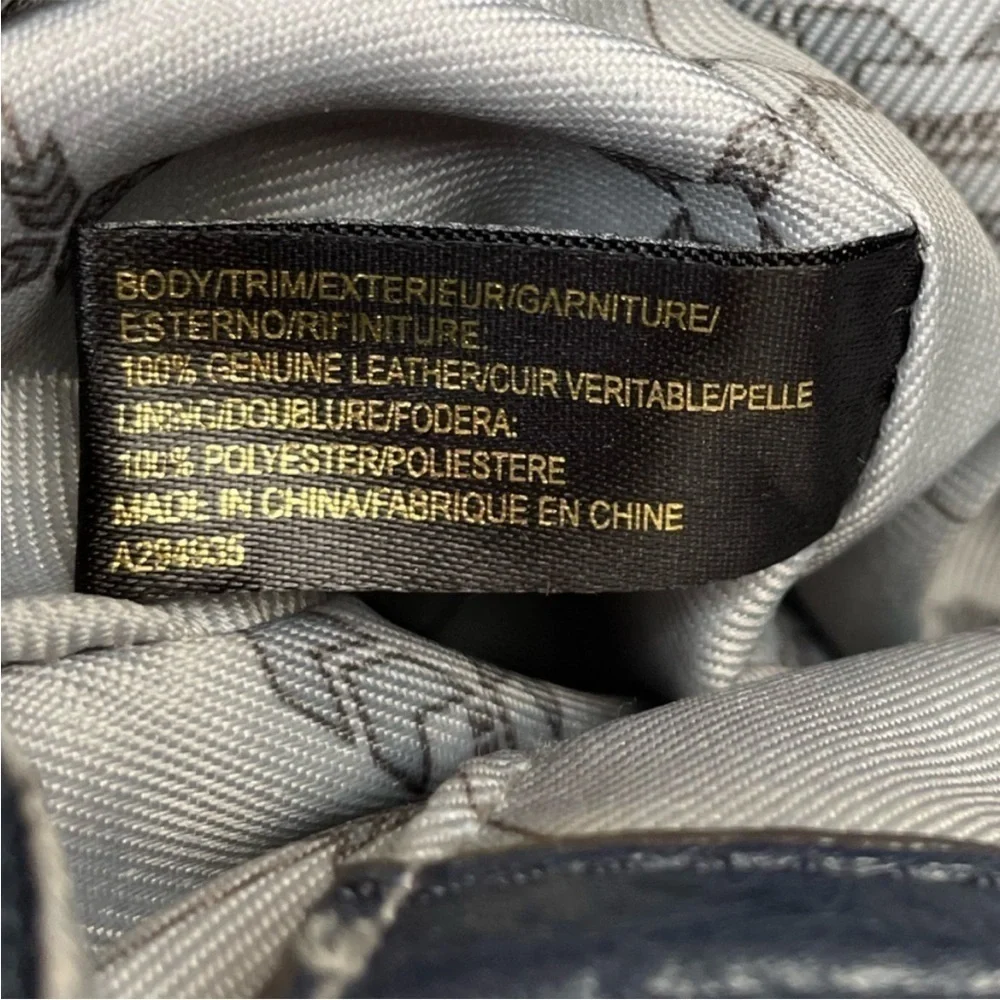 BODY/TRIM/EXTERIEUR/GARNITURE/
ESTERNO/RIFINITURE
100% GENUINE LEATHER/CUIR VERITABLE/PELLE
LINING/DOUBLURE/FODERA:
100% POLYESTER/POLIESTERE
MADE IN CHINA/FABRIQUE EN CHINE
A294935